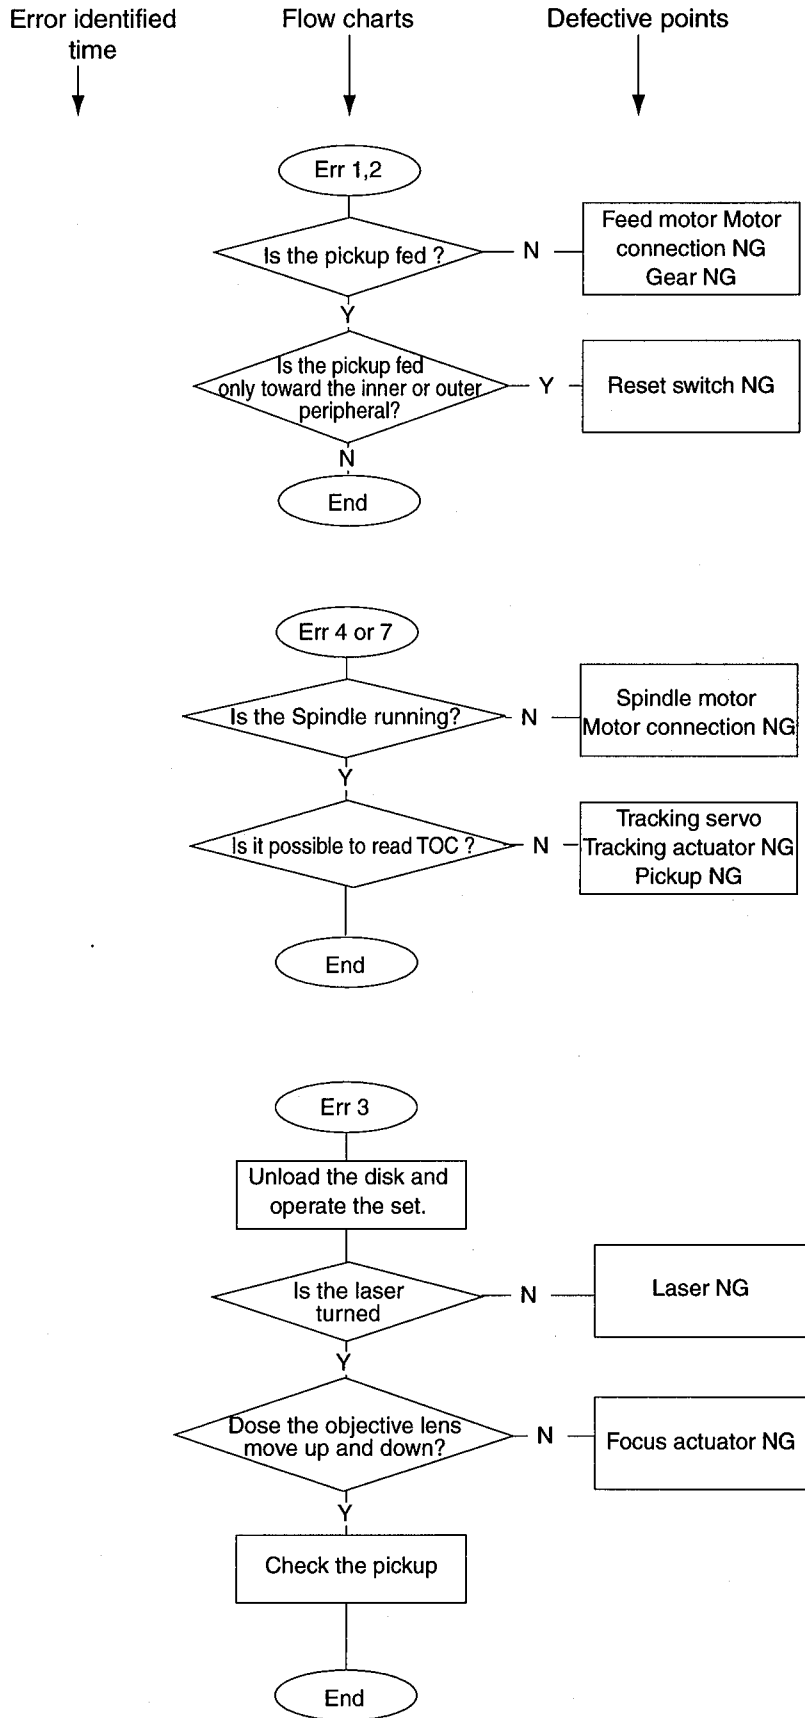 Error identified
time
Flow charts
Defective points
Err 1,2
Is the pickup fed ?
N
Feed motor Motor
connection NG
Gear NG
Y
Is the pickup fed
only toward the inner or outer
peripheral?
Y
Reset switch NG
N
End
Err 4 or 7
Is the Spindle running?
N
Spindle motor
Motor connection NG
Y
Is it possible to read TOC ?
N
Tracking servo
Tracking actuator NG
Pickup NG
End
Err 3
Unload the disk and
operate the set.
Is the laser
turned
N
Laser NG
Y
Dose the objective lens
move up and down?
N
Focus actuator NG
Y
Check the pickup
End